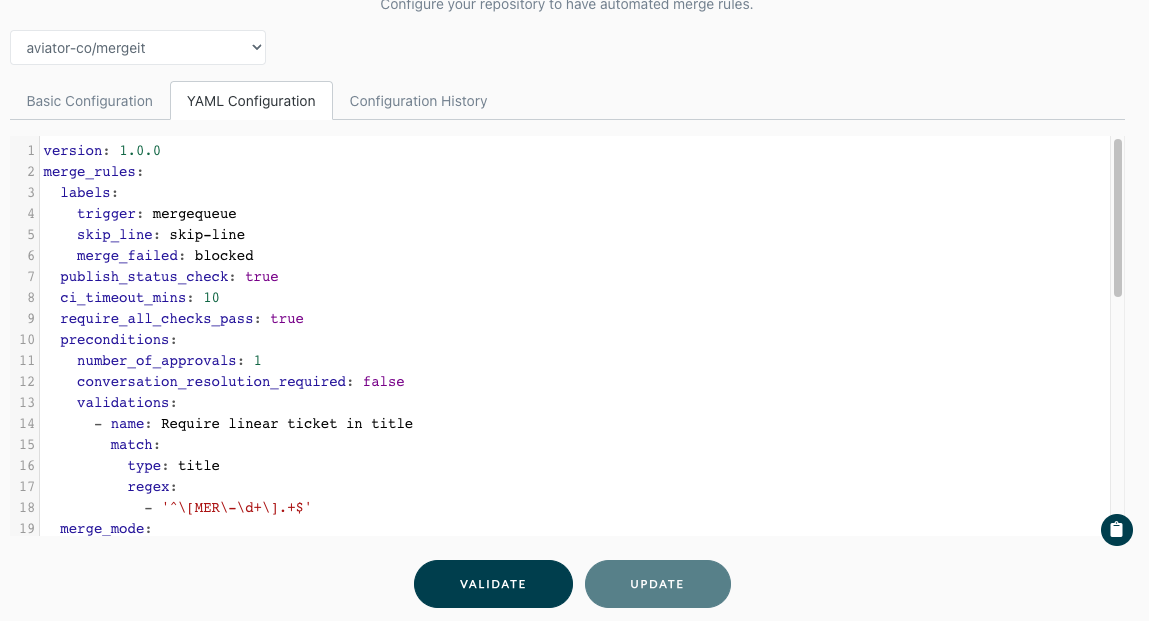 Configure your repository to have automated merge rules.
aviator-co/mergeit
Basic Configuration YAML Configuration Configuration History
1 version: 1.0.0
2 merge_rules:
3   labels:
4     trigger: mergequeue
5     skip_line: skip-line
6     merge_failed: blocked
7   publish_status_check: true
8   ci_timeout_mins: 10
9   require_all_checks_pass: true
10   preconditions:
11     number_of_approvals: 1
12     conversation_resolution_required: false
13     validations:
14       - name: Require linear ticket in title
15         match:
16           type: title
17           regex:
18             - '^\[MER\-\d+\].+$'
19   merge_mode:
VALIDATE UPDATE